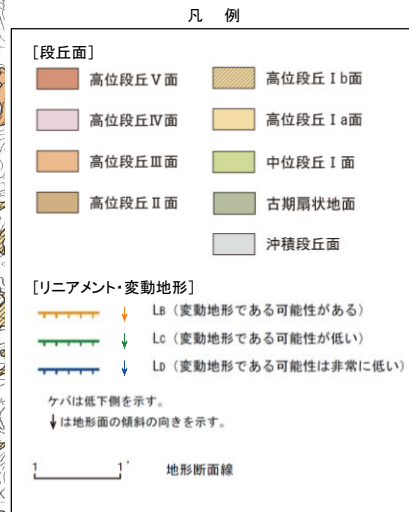 凡 例
[段丘面]
高位段丘Ⅴ面
高位段丘Ⅰb面
高位段丘Ⅳ面
高位段丘Ⅰa面
高位段丘Ⅲ面
中位段丘Ⅰ面
高位段丘Ⅱ面
古期扇状地面
沖積段丘面
[リニアメント・変動地形]
LB（変動地形である可能性がある）
LC（変動地形である可能性が低い）
LD（変動地形である可能性は非常に低い）
ケバは低下側を示す。
↓は地形面の傾斜の向きを示す。
1 1' 地形断面線